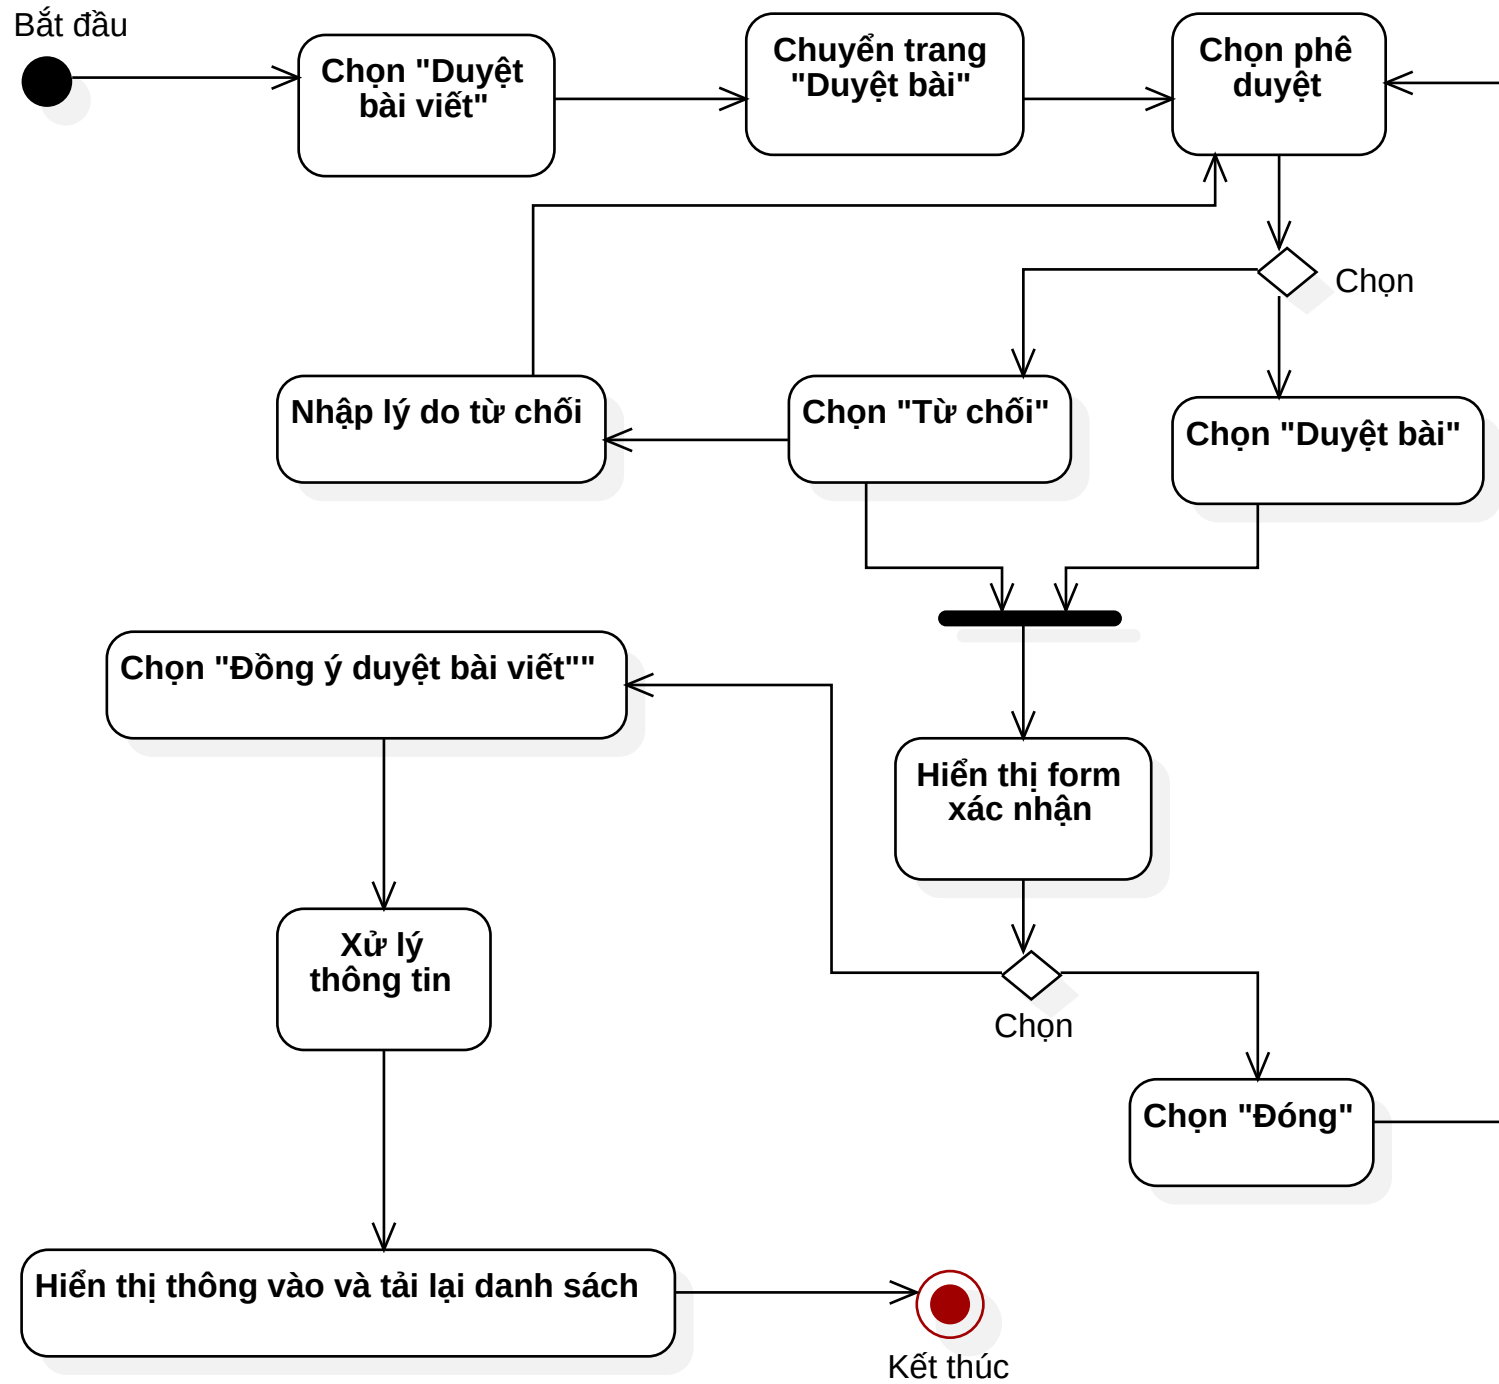 Bắt đầu
Chọn "Duyệt
bài viết"
Chuyển trang
"Duyệt bài"
Chọn phê
duyệt
Chọn
Nhập lý do từ chối
Chọn "Từ chối"
Chọn "Duyệt bài"
Chọn "Đồng ý duyệt bài viết""
Hiển thị form
xác nhận
Xử lý
thông tin
Chọn
Chọn "Đóng"
Hiển thị thông vào và tải lại danh sách
Kết thúc